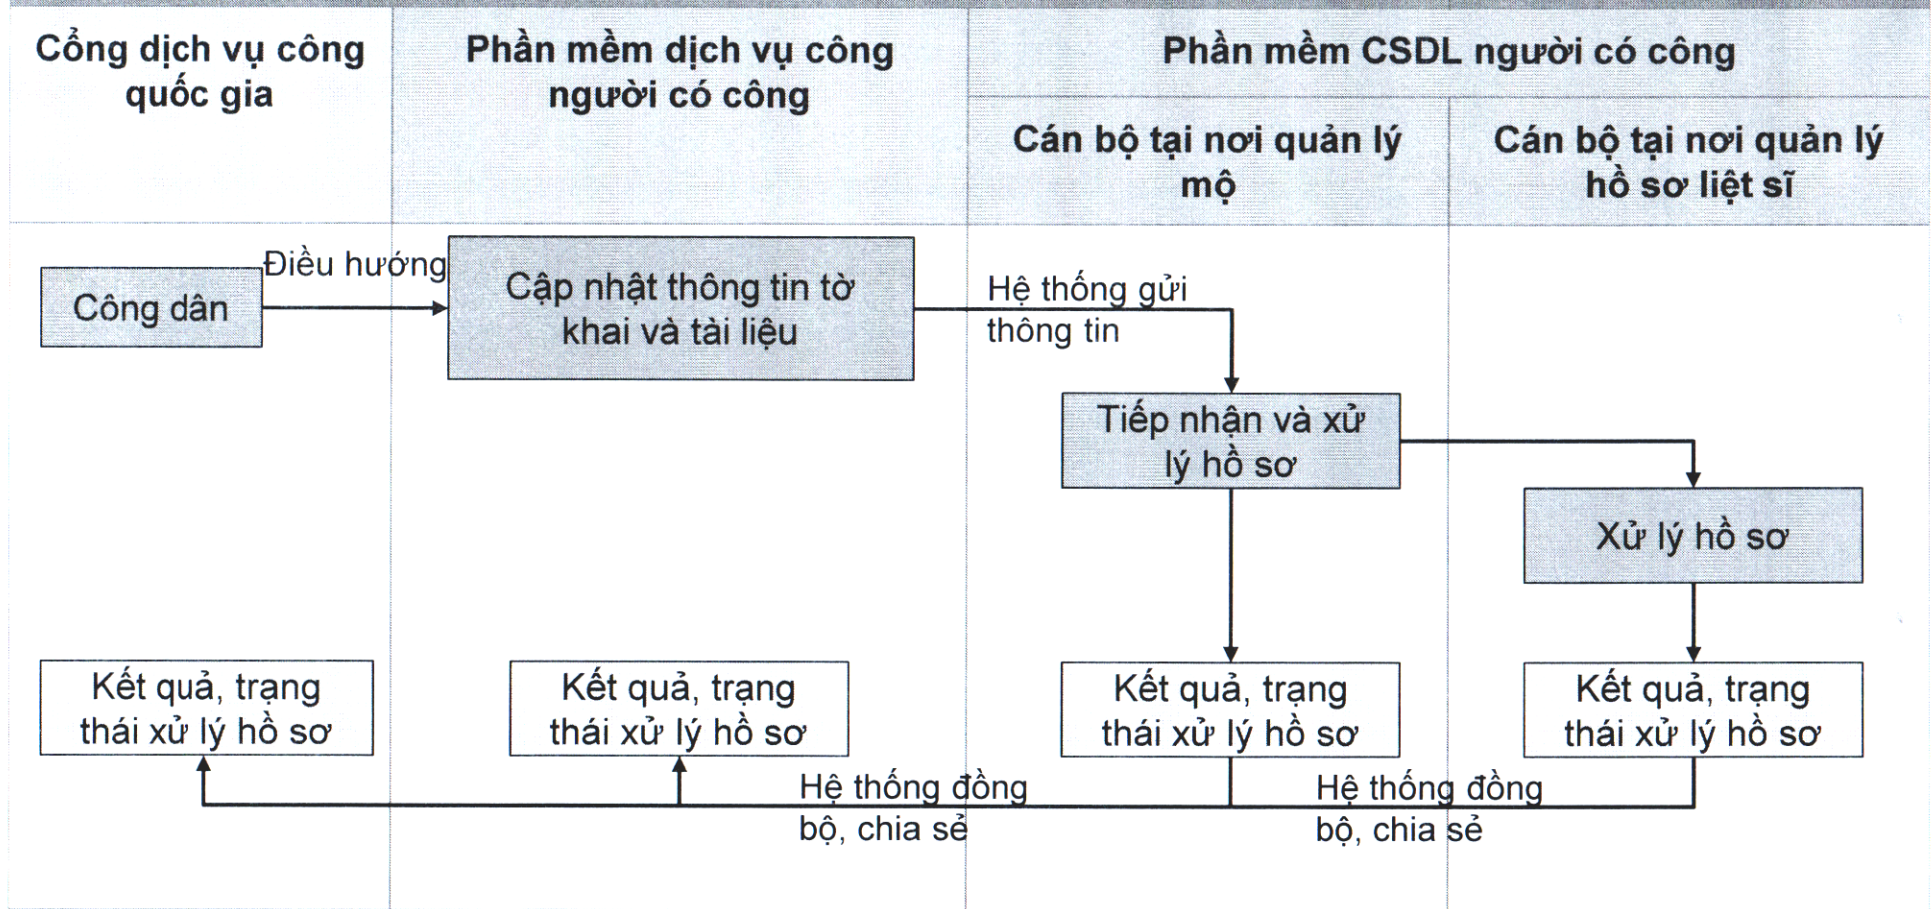 Cổng dịch vụ công
quốc gia
Phần mềm dịch vụ công
người có công
Phần mềm CSDL người có công
Cán bộ tại nơi quản lý
mộ
Cán bộ tại nơi quản lý
hồ sơ liệt sĩ
Công dân
Điều hướng
Cập nhật thông tin tờ
khai và tài liệu
Hệ thống gửi
thông tin
Tiếp nhận và xử
lý hồ sơ
Xử lý hồ sơ
Kết quả, trạng
thái xử lý hồ sơ
Kết quả, trạng
thái xử lý hồ sơ
Kết quả, trạng
thái xử lý hồ sơ
Kết quả, trạng
thái xử lý hồ sơ
Hệ thống đồng
bộ, chia sẻ
Hệ thống đồng
bộ, chia sẻ